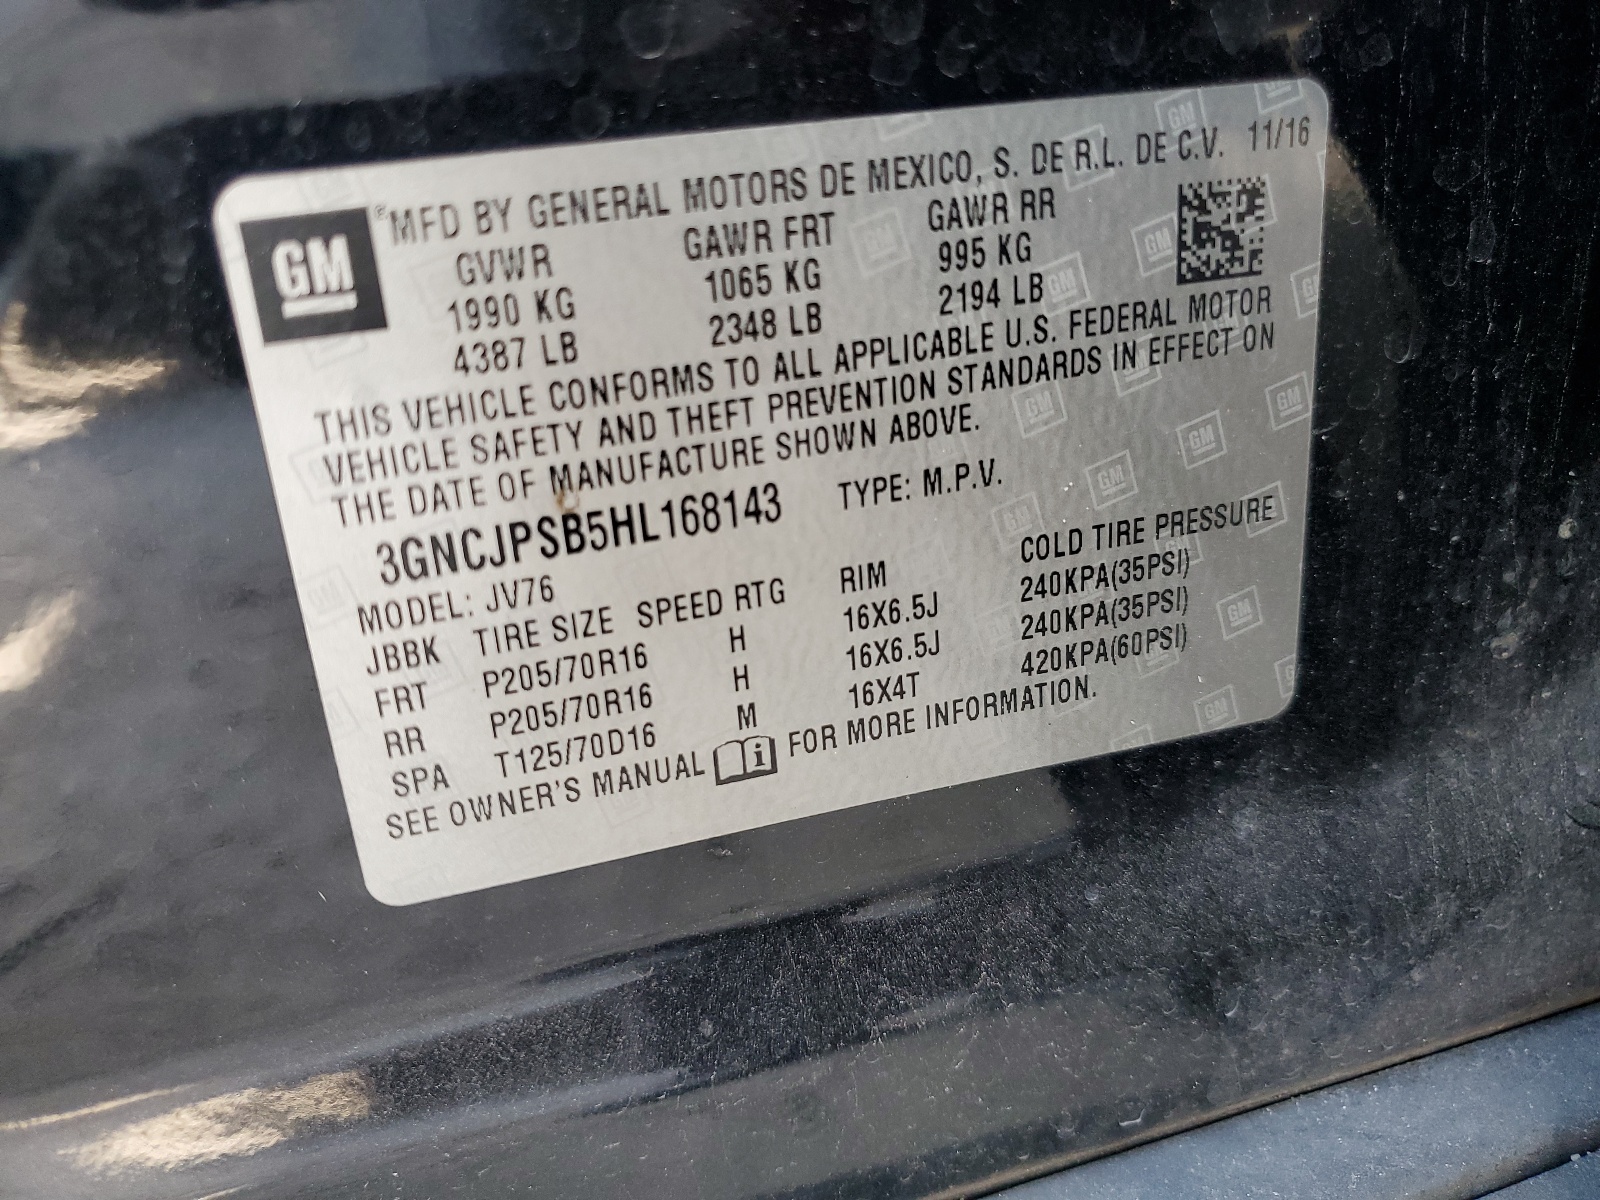 GM
®MFD BY GENERAL MOTORS DE MEXICO, S. DE R.L. DE C.V. 11/16
GVWR GAWR FRT GAWR RR
1990 KG 1065 KG 995 KG
4387 LB 2348 LB 2194 LB
THIS VEHICLE CONFORMS TO ALL APPLICABLE U.S. FEDERAL MOTOR
VEHICLE SAFETY AND THEFT PREVENTION STANDARDS IN EFFECT ON
THE DATE OF MANUFACTURE SHOWN ABOVE.
3GNCJPSB5HL168143 TYPE: M.P.V.
MODEL: JV76
JBBK TIRE SIZE SPEED RTG RIM COLD TIRE PRESSURE
FRT P205/70R16 H 16X6.5J 240KPA(35PSI)
RR P205/70R16 H 16X6.5J 240KPA(35PSI)
SPA T125/70D16 M 16X4T 420KPA(60PSI)
SEE OWNER'S MANUAL i FOR MORE INFORMATION.